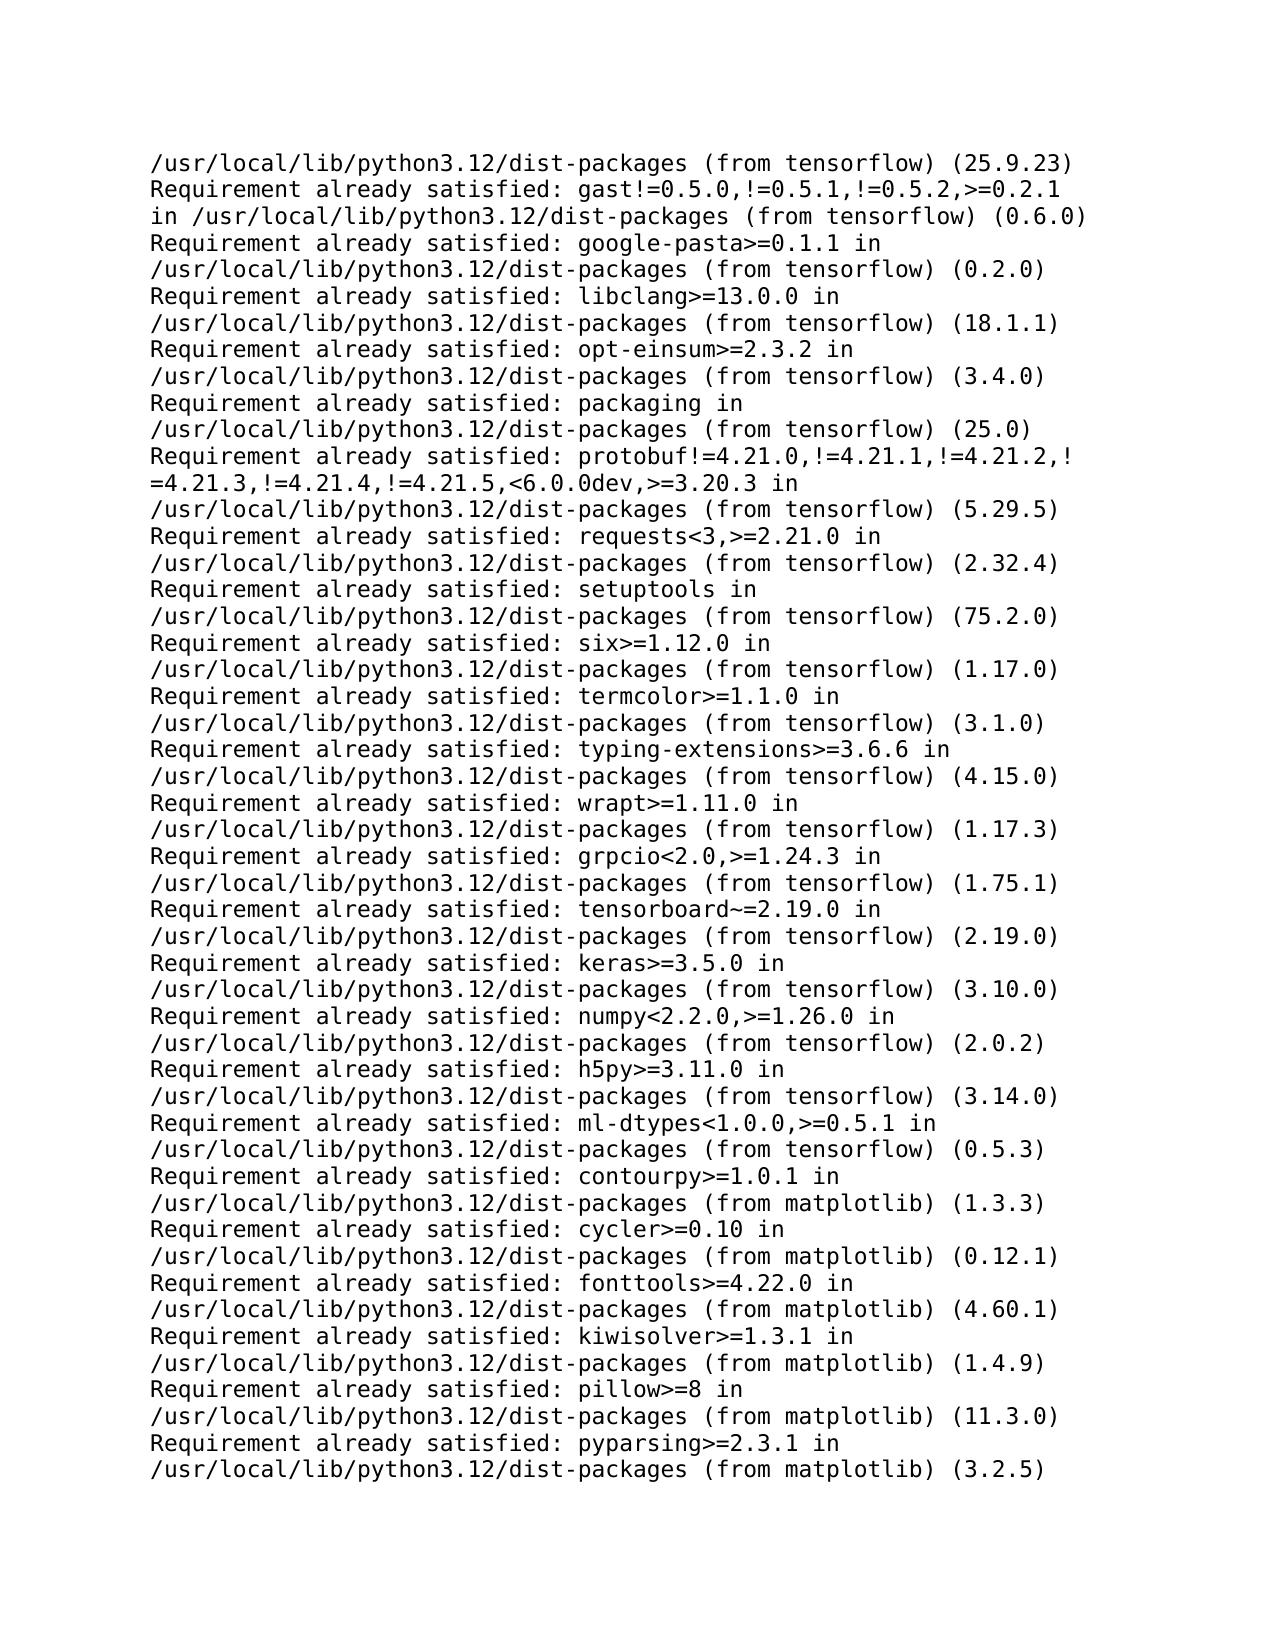 /usr/local/lib/python3.12/dist-packages (from tensorflow) (25.9.23)
Requirement already satisfied: gast!=0.5.0,!=0.5.1,!=0.5.2,>=0.2.1
in /usr/local/lib/python3.12/dist-packages (from tensorflow) (0.6.0)
Requirement already satisfied: google-pasta>=0.1.1 in
/usr/local/lib/python3.12/dist-packages (from tensorflow) (0.2.0)
Requirement already satisfied: libclang>=13.0.0 in
/usr/local/lib/python3.12/dist-packages (from tensorflow) (18.1.1)
Requirement already satisfied: opt-einsum>=2.3.2 in
/usr/local/lib/python3.12/dist-packages (from tensorflow) (3.4.0)
Requirement already satisfied: packaging in
/usr/local/lib/python3.12/dist-packages (from tensorflow) (25.0)
Requirement already satisfied: protobuf!=4.21.0,!=4.21.1,!=4.21.2,!
=4.21.3,!=4.21.4,!=4.21.5,<6.0.0dev,>=3.20.3 in
/usr/local/lib/python3.12/dist-packages (from tensorflow) (5.29.5)
Requirement already satisfied: requests<3,>=2.21.0 in
/usr/local/lib/python3.12/dist-packages (from tensorflow) (2.32.4)
Requirement already satisfied: setuptools in
/usr/local/lib/python3.12/dist-packages (from tensorflow) (75.2.0)
Requirement already satisfied: six>=1.12.0 in
/usr/local/lib/python3.12/dist-packages (from tensorflow) (1.17.0)
Requirement already satisfied: termcolor>=1.1.0 in
/usr/local/lib/python3.12/dist-packages (from tensorflow) (3.1.0)
Requirement already satisfied: typing-extensions>=3.6.6 in
/usr/local/lib/python3.12/dist-packages (from tensorflow) (4.15.0)
Requirement already satisfied: wrapt>=1.11.0 in
/usr/local/lib/python3.12/dist-packages (from tensorflow) (1.17.3)
Requirement already satisfied: grpcio<2.0,>=1.24.3 in
/usr/local/lib/python3.12/dist-packages (from tensorflow) (1.75.1)
Requirement already satisfied: tensorboard~=2.19.0 in
/usr/local/lib/python3.12/dist-packages (from tensorflow) (2.19.0)
Requirement already satisfied: keras>=3.5.0 in
/usr/local/lib/python3.12/dist-packages (from tensorflow) (3.10.0)
Requirement already satisfied: numpy<2.2.0,>=1.26.0 in
/usr/local/lib/python3.12/dist-packages (from tensorflow) (2.0.2)
Requirement already satisfied: h5py>=3.11.0 in
/usr/local/lib/python3.12/dist-packages (from tensorflow) (3.14.0)
Requirement already satisfied: ml-dtypes<1.0.0,>=0.5.1 in
/usr/local/lib/python3.12/dist-packages (from tensorflow) (0.5.3)
Requirement already satisfied: contourpy>=1.0.1 in
/usr/local/lib/python3.12/dist-packages (from matplotlib) (1.3.3)
Requirement already satisfied: cycler>=0.10 in
/usr/local/lib/python3.12/dist-packages (from matplotlib) (0.12.1)
Requirement already satisfied: fonttools>=4.22.0 in
/usr/local/lib/python3.12/dist-packages (from matplotlib) (4.60.1)
Requirement already satisfied: kiwisolver>=1.3.1 in
/usr/local/lib/python3.12/dist-packages (from matplotlib) (1.4.9)
Requirement already satisfied: pillow>=8 in
/usr/local/lib/python3.12/dist-packages (from matplotlib) (11.3.0)
Requirement already satisfied: pyparsing>=2.3.1 in
/usr/local/lib/python3.12/dist-packages (from matplotlib) (3.2.5)